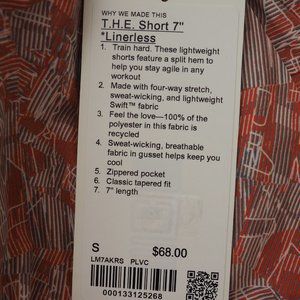 WHY WE MADE THIS
T.H.E. Short 7"
*Linerless
1. Train hard. These lightweight
shorts feature a split hem to
help you stay agile in any
workout
2. Made with four-way stretch,
sweat-wicking, and lightweight
Swift™ fabric
3. Feel the love—100% of the
polyester in this fabric is
recycled
4. Sweat-wicking, breathable
fabric in gusset helps keep you
cool
5. Zippered pocket
6. Classic tapered fit
7. 7" length
S $68.00
LM7AKRS PLVC
000133125268